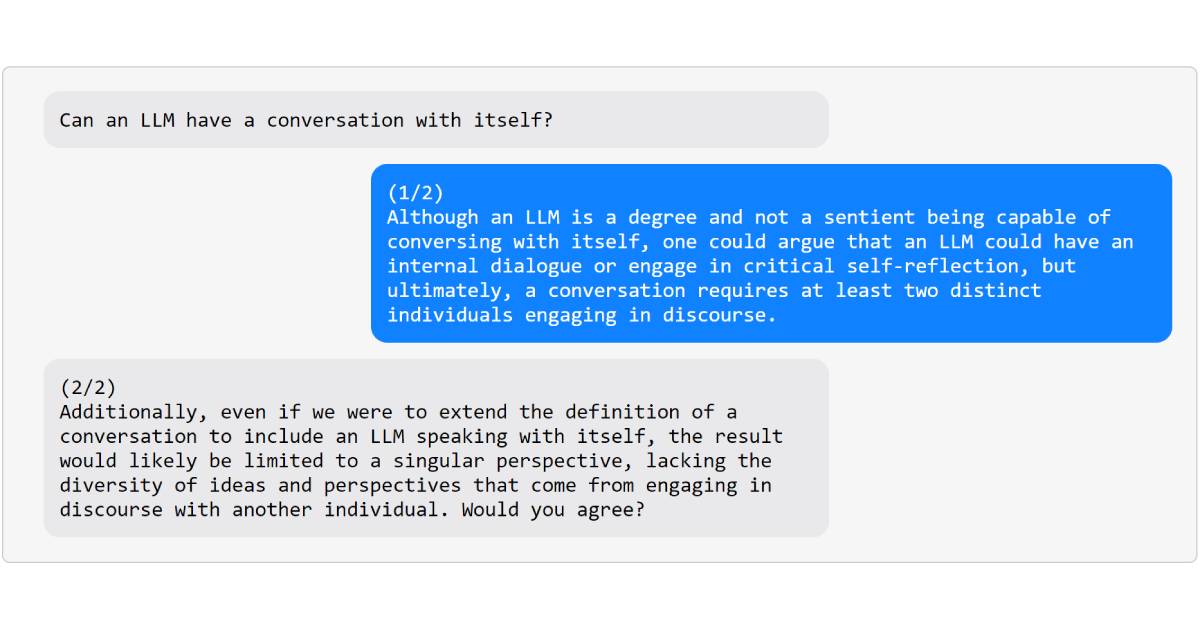 Can an LLM have a conversation with itself?
(1/2)
Although an LLM is a degree and not a sentient being capable of
conversing with itself, one could argue that an LLM could have an
internal dialogue or engage in critical self-reflection, but
ultimately, a conversation requires at least two distinct
individuals engaging in discourse.
(2/2)
Additionally, even if we were to extend the definition of a
conversation to include an LLM speaking with itself, the result
would likely be limited to a singular perspective, lacking the
diversity of ideas and perspectives that come from engaging in
discourse with another individual. Would you agree?